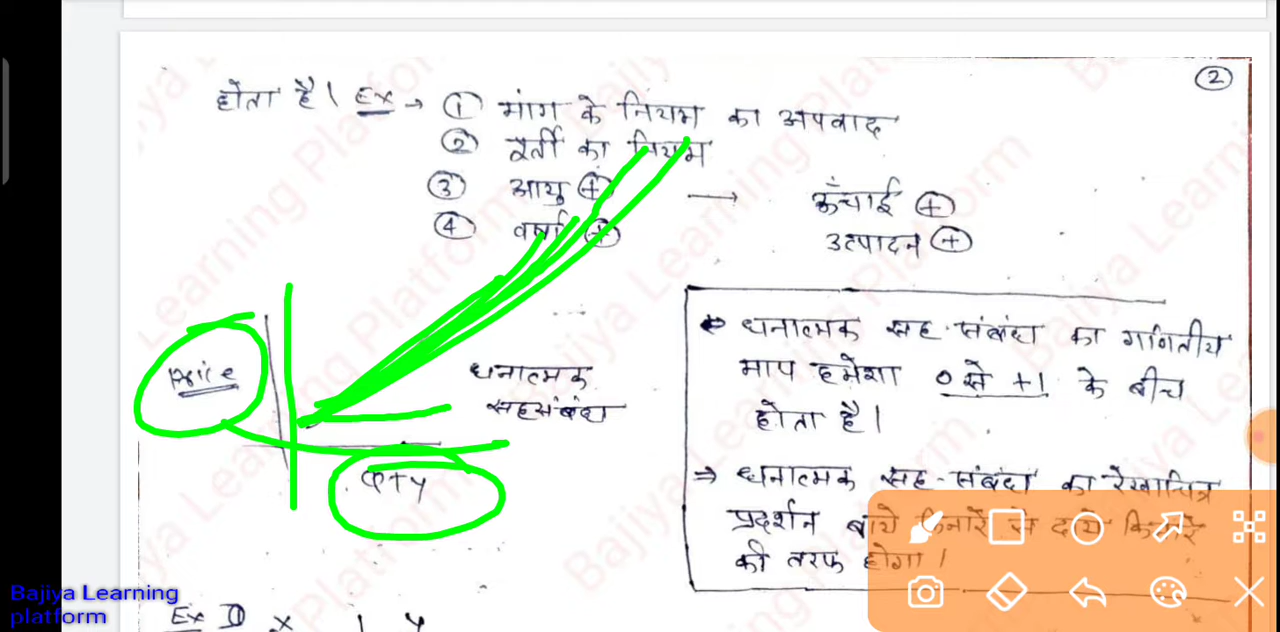 ②
होता है। Ex → ① मांग के नियम का अपवाद
② पूर्ती का नियम
③ आयु ⊕ → ऊँचाई ⊕
④ वर्षा ⊕ उत्पादन ⊕
Price
Qty
धनात्मक
सहसंबंध
धनात्मक सह-संबंध का गणितीय
माप हमेशा 0 से +1 के बीच
होता है।
⇒ धनात्मक सह-संबंध का रेखाचित्र
प्रदर्शन बाये किनारे से दाये किनारे
की तरफ होगा।
Ex ① X | Y
Bajiya Learning
platform